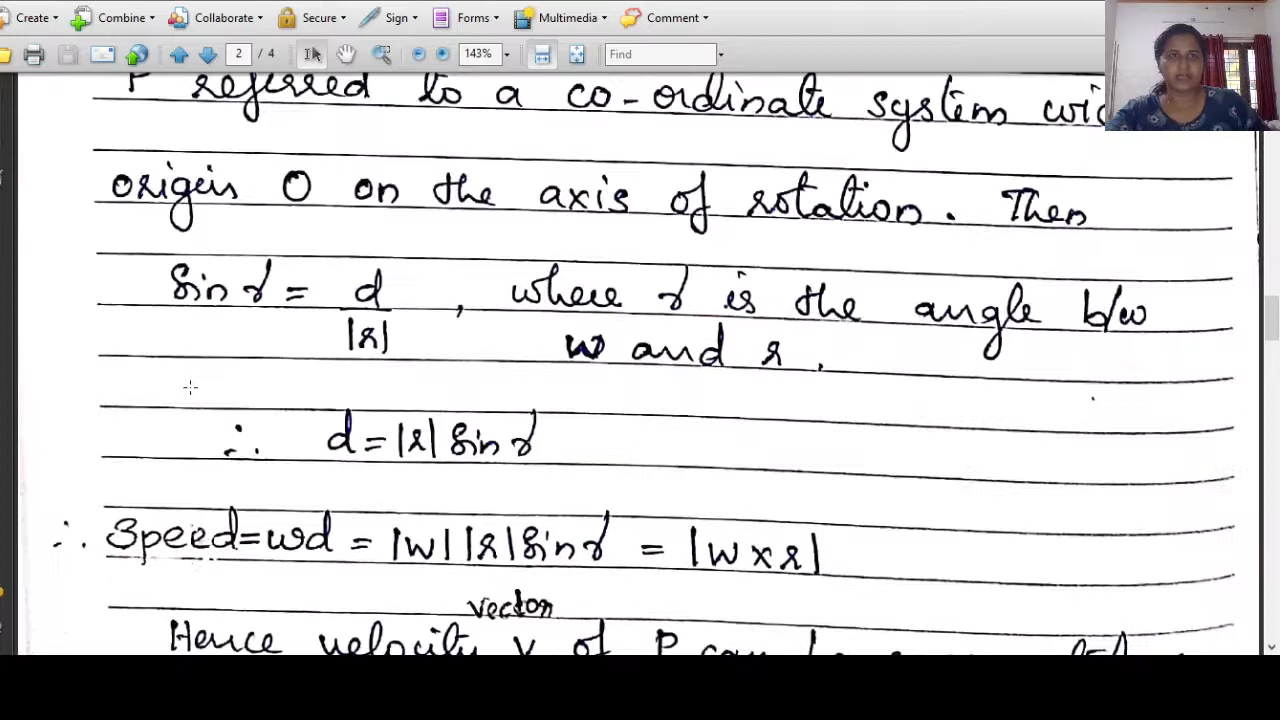 Create Combine Collaborate Secure Sign Forms Multimedia Comment
2 / 4 143% Find
P referred to a co-ordinate system
origin O on the axis of rotation. Then
Sin γ = d/|r| , where γ is the angle b/w
w and r.
∴ d = |r| Sin γ
∴ Speed = wd = |w| |r| Sin γ = |w x r|
vector
Hence velocity v of P can be